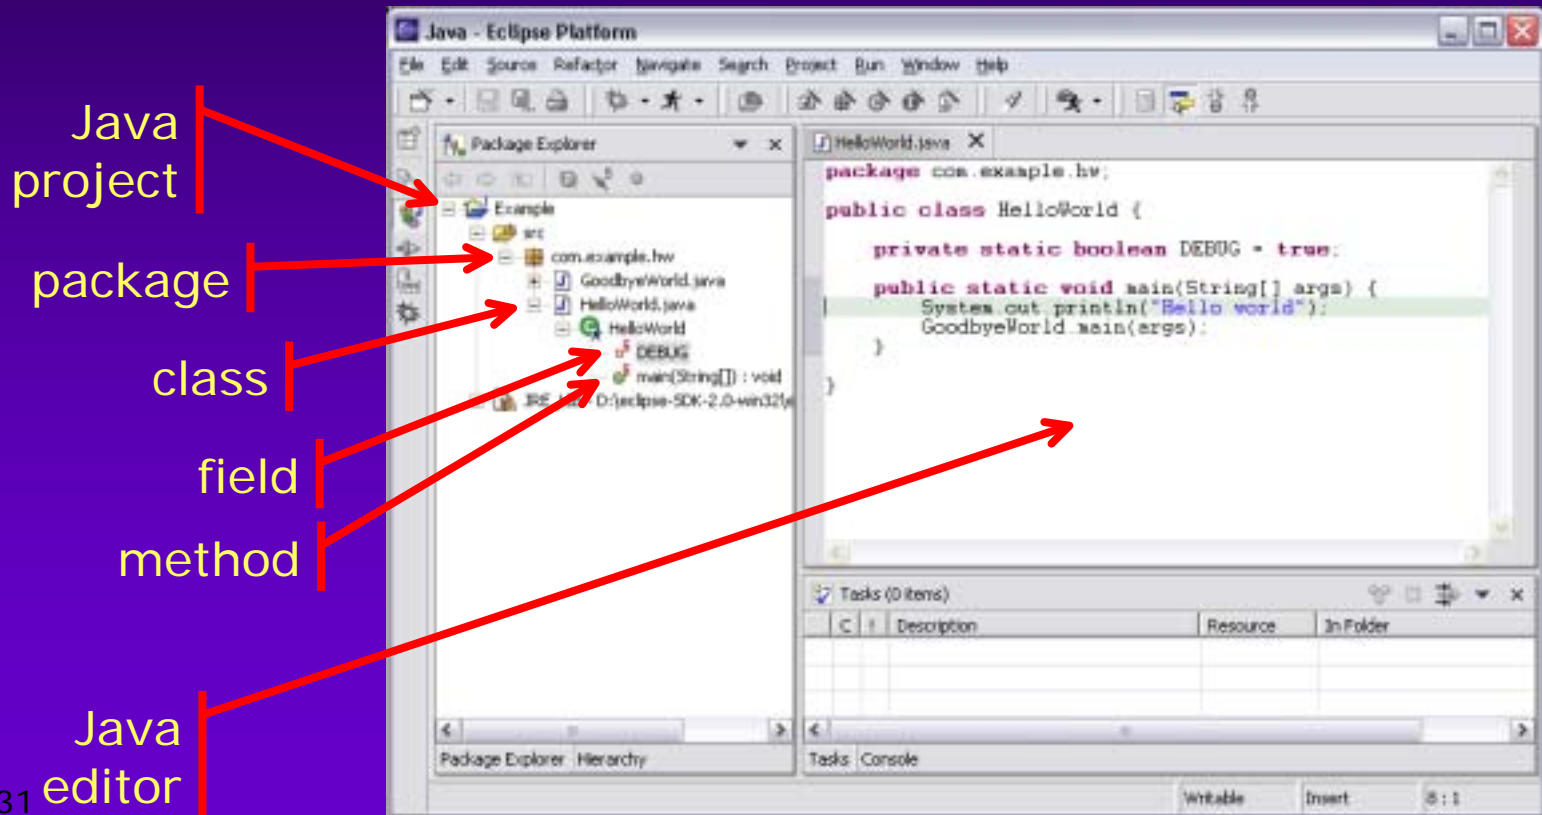 Java - Eclipse Platform
File Edit Source Refactor Navigate Search Project Run Window Help
Java
project
package
class
field
method
Java
editor
31
Package Explorer
Example
src
com.example.hw
GoodbyeWorld.java
HelloWorld.java
HelloWorld
DEBUG
main(String[]) : void
D:\eclipse-SDK-2.0-win32\
Package Explorer Hierarchy
HelloWorld.java
package com.example.hw;
public class HelloWorld {
private static boolean DEBUG = true;
public static void main(String[] args) {
System.out.println("Hello world");
GoodbyeWorld.main(args);
}
}
Tasks (0 items)
C ! Description Resource In Folder
Tasks Console
Writable Insert 8 : 1